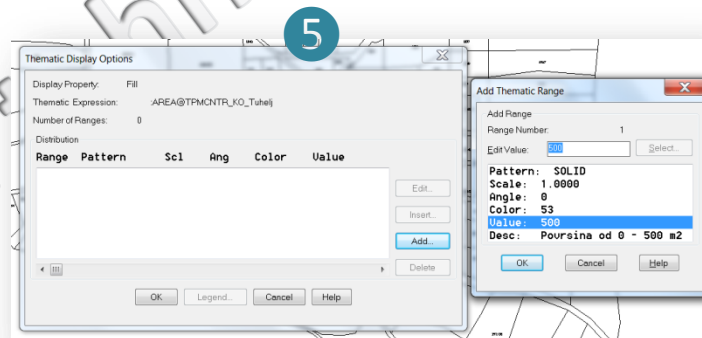 5
Thematic Display Options
Display Property: Fill
Thematic Expression: :AREA@TPMCNTR_KO_Tuhelj
Number of Ranges: 0
Distribution
Range Pattern Scl Ang Color Value
Edit...
Insert...
Add...
Delete
OK Legend... Cancel Help
Add Thematic Range
Add Range
Range Number: 1
Edit Value: 500 Select...
Pattern: SOLID
Scale: 1.0000
Angle: 0
Color: 53
Value: 500
Desc: Povrsina od 0 - 500 m2
OK Cancel Help